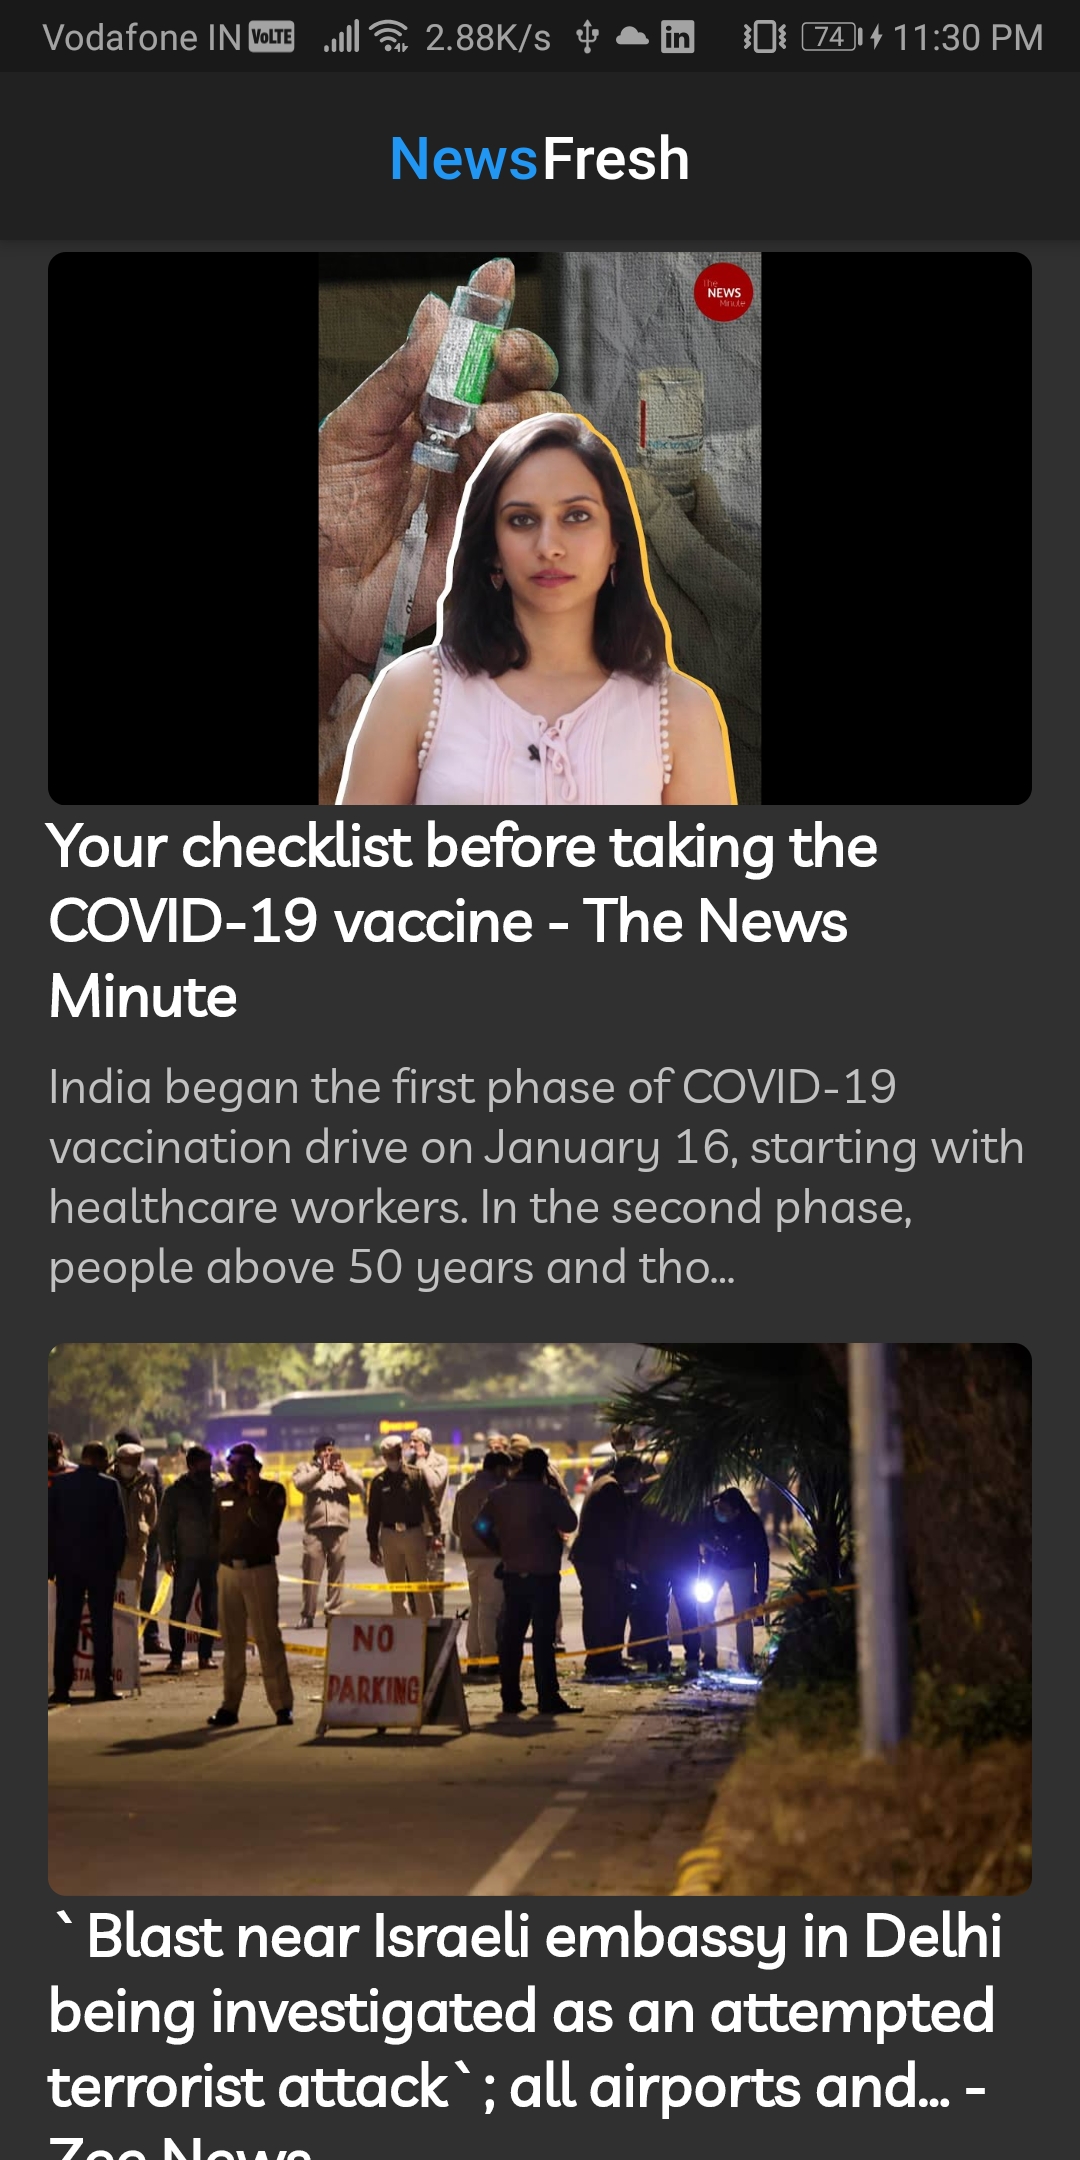 Vodafone IN VoLTE 2.88K/s in 74 11:30 PM
NewsFresh
The
NEWS
Minute
Your checklist before taking the
COVID-19 vaccine - The News
Minute
India began the first phase of COVID-19
vaccination drive on January 16, starting with
healthcare workers. In the second phase,
people above 50 years and tho...
NO
PARKING
`Blast near Israeli embassy in Delhi
being investigated as an attempted
terrorist attack`; all airports and... -
Zee News